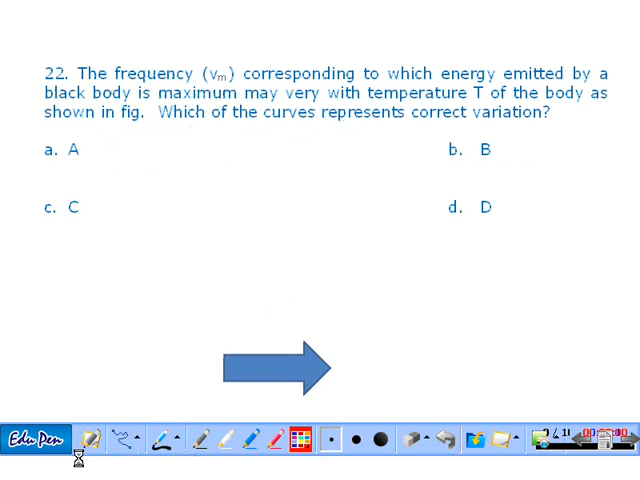 22. The frequency (νₘ) corresponding to which energy emitted by a
black body is maximum may very with temperature T of the body as
shown in fig. Which of the curves represents correct variation?
a. A b. B
c. C d. D
Edu Pen